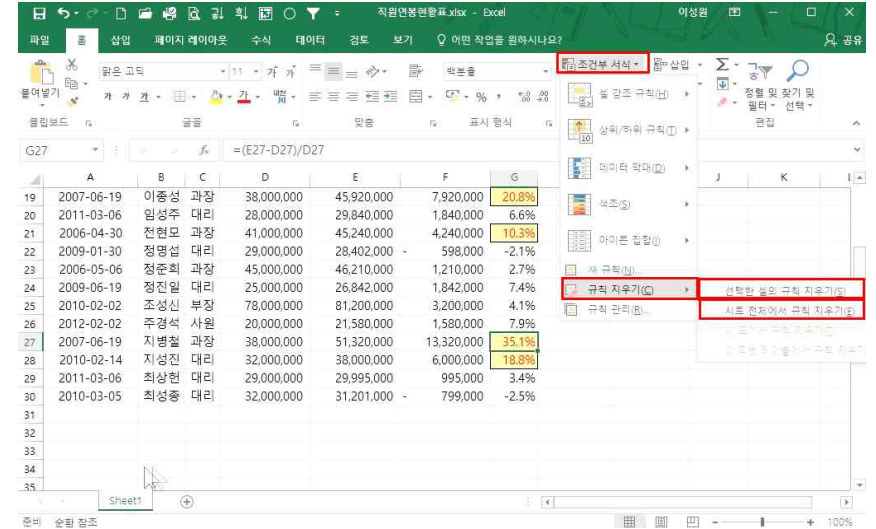 직원연봉현황표.xlsx - Excel
이성원
파일 홈 삽입 페이지 레이아웃 수식 데이터 검토 보기 어떤 작업을 원하시나요?
공유
붙여넣기
맑은 고딕 11 가 가
가 가 가 가 내천
백분율
% ,
조건부 서식 삽입
정렬 및 필터 찾기 및 선택
클립보드 글꼴 맞춤 표시 형식 편집
G27 fx =(E27-D27)/D27
A B C D E F G J K
19 2007-06-19 이종성 과장 38,000,000 45,920,000 7,920,000 20.8%
20 2011-03-06 임성주 대리 28,000,000 29,840,000 1,840,000 6.6%
21 2006-04-30 전현모 과장 41,000,000 45,240,000 4,240,000 10.3%
22 2009-01-30 정명섭 대리 29,000,000 28,402,000 - 598,000 -2.1%
23 2006-05-06 정준희 과장 45,000,000 46,210,000 1,210,000 2.7%
24 2009-06-19 정진일 대리 25,000,000 26,842,000 1,842,000 7.4%
25 2010-02-02 조성신 부장 78,000,000 81,200,000 3,200,000 4.1%
26 2012-02-02 주경석 사원 20,000,000 21,580,000 1,580,000 7.9%
27 2007-06-19 지병철 과장 38,000,000 51,320,000 13,320,000 35.1%
28 2010-02-14 지성진 대리 32,000,000 38,000,000 6,000,000 18.8%
29 2011-03-06 최상헌 대리 29,000,000 29,995,000 995,000 3.4%
30 2010-03-05 최성종 대리 32,000,000 31,201,000 - 799,000 -2.5%
31
32
33
34
35
셀 강조 규칙(H)
상위/하위 규칙(T)
데이터 막대(D)
색조(S)
아이콘 집합(I)
새 규칙(N)...
규칙 지우기(C)
규칙 관리(R)...
선택한 셀의 규칙 지우기(S)
시트 전체에서 규칙 지우기(E)
Sheet1
준비 순환 참조
100%